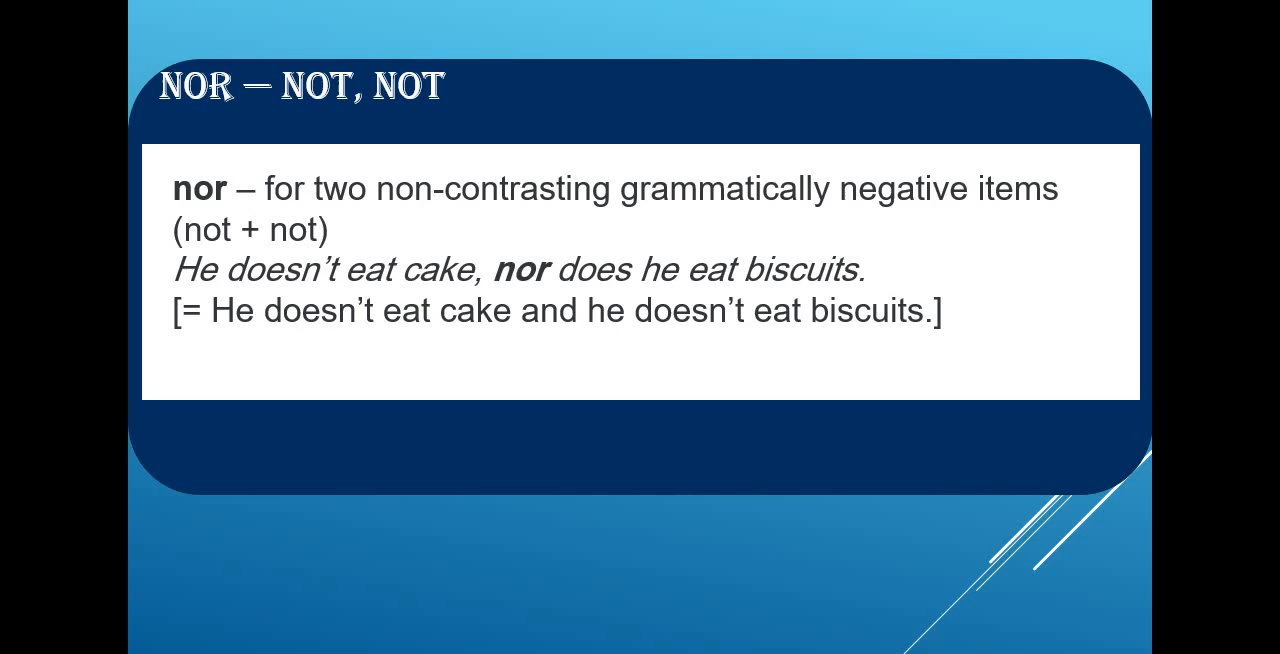 NOR – NOT, NOT
nor – for two non-contrasting grammatically negative items
(not + not)
He doesn’t eat cake, nor does he eat biscuits.
[= He doesn’t eat cake and he doesn’t eat biscuits.]